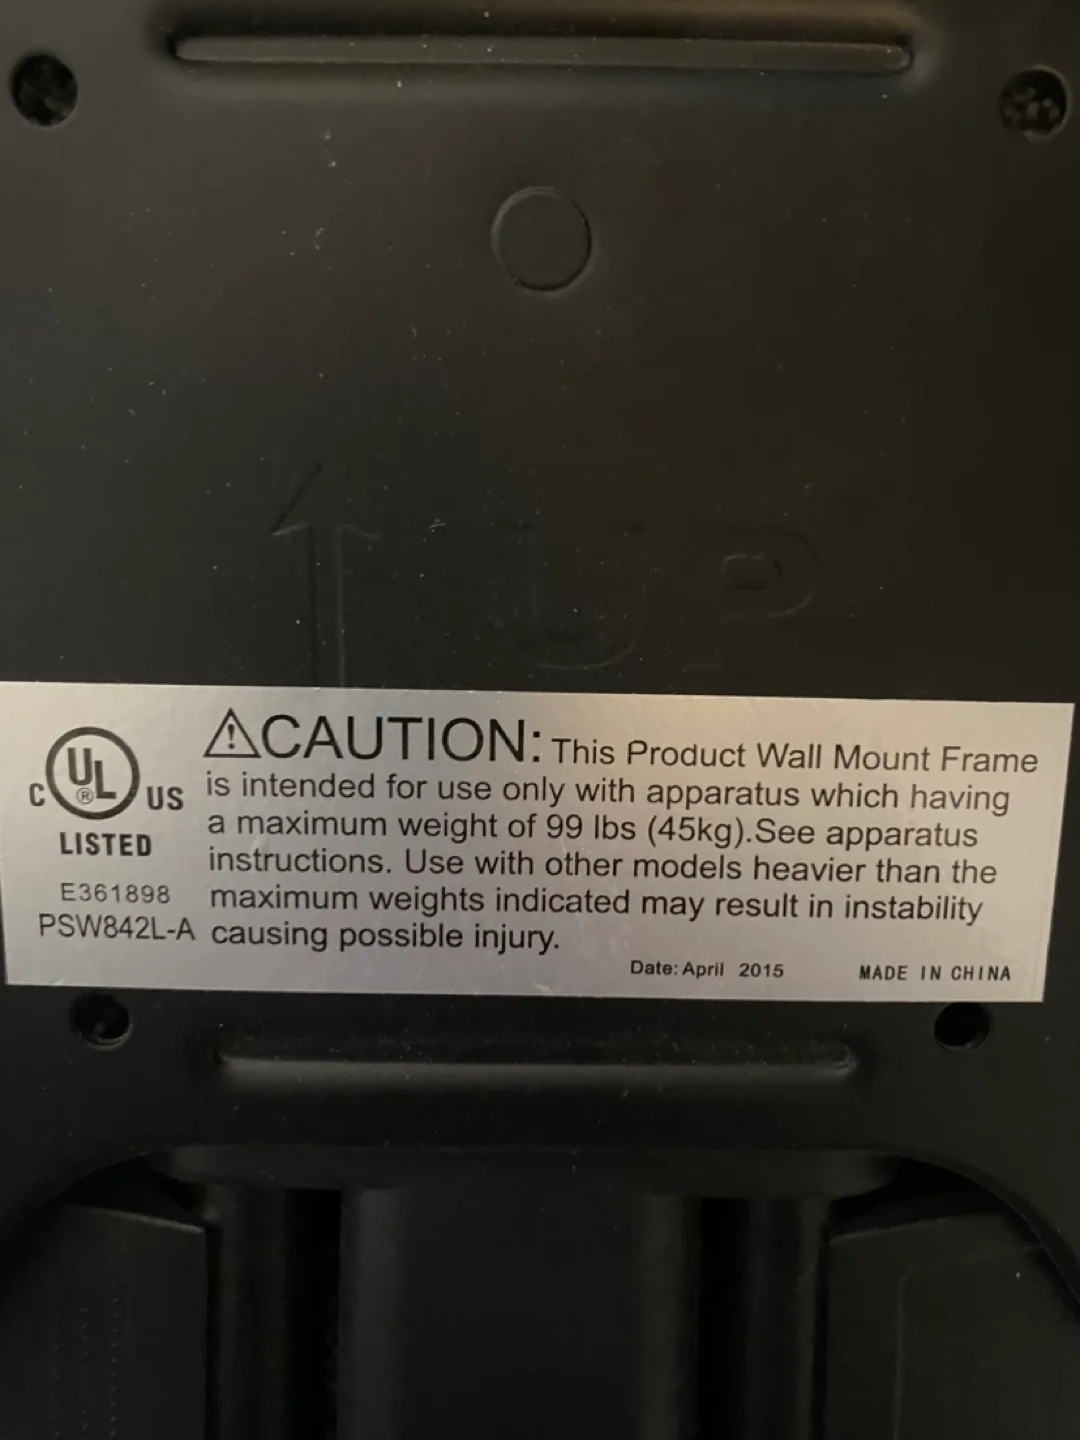 UP
C UL ® US
LISTED
E361898
PSW842L-A
⚠CAUTION: This Product Wall Mount Frame
is intended for use only with apparatus which having
a maximum weight of 99 lbs (45kg).See apparatus
instructions. Use with other models heavier than the
maximum weights indicated may result in instability
causing possible injury.
Date: April 2015 MADE IN CHINA